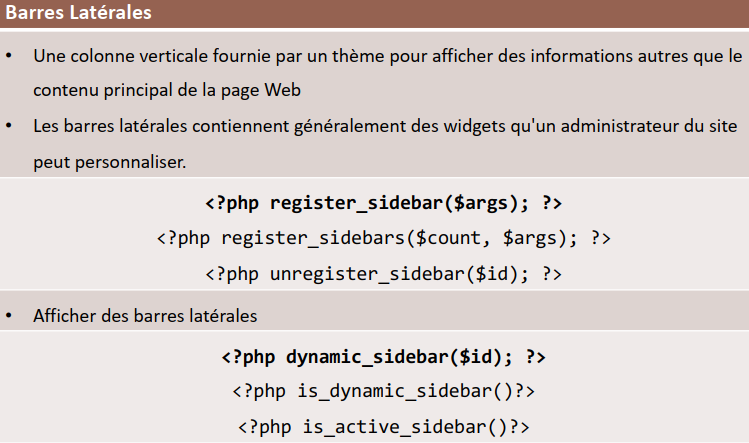 Barres Latérales
• Une colonne verticale fournie par un thème pour afficher des informations autres que le
contenu principal de la page Web
• Les barres latérales contiennent généralement des widgets qu'un administrateur du site
peut personnaliser.
<?php register_sidebar($args); ?>
<?php register_sidebars($count, $args); ?>
<?php unregister_sidebar($id); ?>
• Afficher des barres latérales
<?php dynamic_sidebar($id); ?>
<?php is_dynamic_sidebar()?>
<?php is_active_sidebar()?>